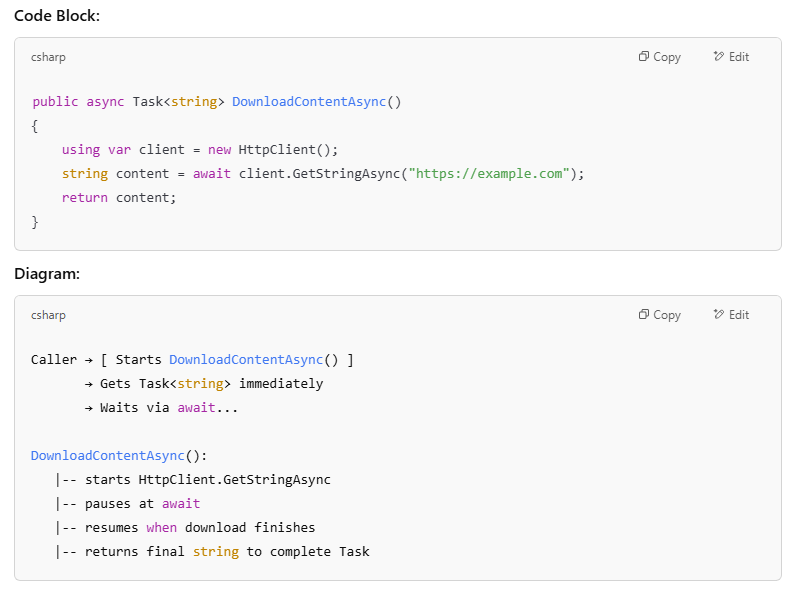 Code Block:
csharp Copy Edit
public async Task<string> DownloadContentAsync()
{
    using var client = new HttpClient();
    string content = await client.GetStringAsync("https://example.com");
    return content;
}
Diagram:
csharp Copy Edit
Caller → [ Starts DownloadContentAsync() ]
       → Gets Task<string> immediately
       → Waits via await...
DownloadContentAsync():
   |-- starts HttpClient.GetStringAsync
   |-- pauses at await
   |-- resumes when download finishes
   |-- returns final string to complete Task